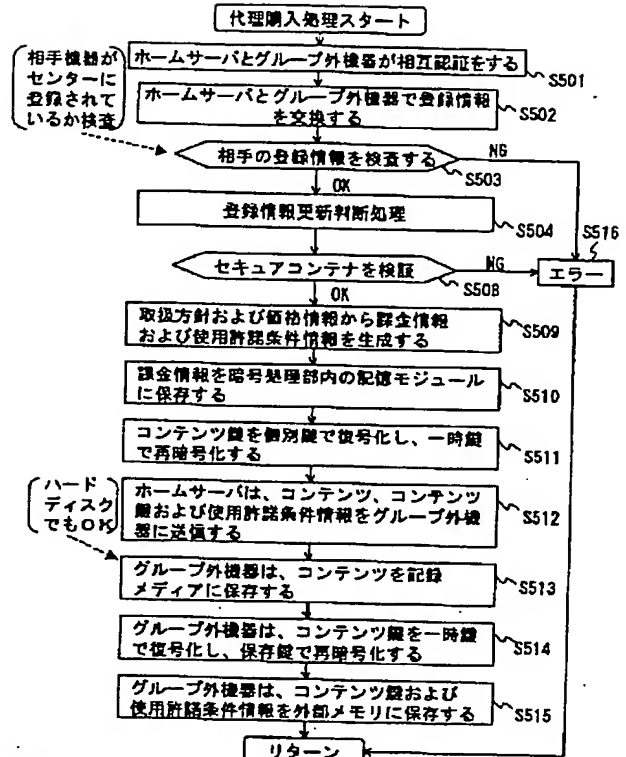 代理購入処理スタート
ホームサーバとグループ外機器が相互認証をする
S501
相手機器が
センターに
登録されて
いるか検査
ホームサーバとグループ外機器で登録情報
を交換する
S502
相手の登録情報を検査する
NG
S503
OK
登録情報更新判断処理
S504
S516
セキュアコンテナを検証
NG
エラー
S508
OK
取扱方針および価格情報から課金情報
および使用許諾条件情報を生成する
S509
課金情報を暗号処理部内の記憶モジュール
に保存する
S510
コンテンツ鍵を個別鍵で復号化し、一時鍵
で再暗号化する
S511
ハード
ディスク
でもOK
ホームサーバは、コンテンツ、コンテンツ
鍵および使用許諾条件情報をグループ外機
器に送信する
S512
グループ外機器は、コンテンツを記録
メディアに保存する
S513
グループ外機器は、コンテンツ鍵を一時鍵
で復号化し、保存鍵で再暗号化する
S514
グループ外機器は、コンテンツ鍵および
使用許諾条件情報を外部メモリに保存する
S515
リターン